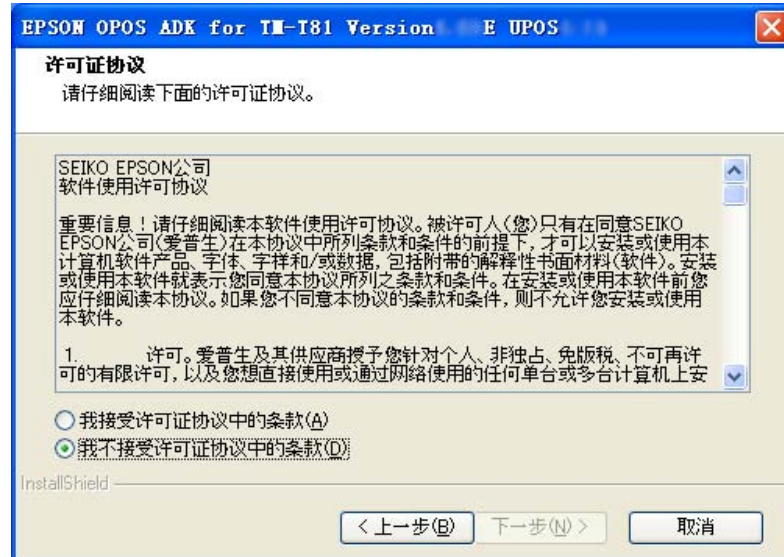 EPSON OPOS ADK for TM-T81 Version E UPOS
许可证协议
请仔细阅读下面的许可证协议。
SEIKO EPSON公司
软件使用许可协议
重要信息！请仔细阅读本软件使用许可协议。被许可人(您)只有在同意SEIKO
EPSON公司(爱普生)在本协议中所列条款和条件的前提下, 才可以安装或使用本
计算机软件产品、字体、字样和/或数据, 包括附带的解释性书面材料(软件)。安装
或使用本软件就表示您同意本协议所列之条款和条件。在安装或使用本软件前您
应仔细阅读本协议。如果您不同意本协议的条款和条件, 则不允许您安装或使用
本软件。
1. 许可。爱普生及其供应商授予您针对个人、非独占、免版税、不可再许
可的有限许可, 以及您想直接使用或通过网络使用的任何单台或多台计算机上安
我接受许可证协议中的条款(A)
我不接受许可证协议中的条款(D)
InstallShield
< 上一步(B) 下一步(N) > 取消